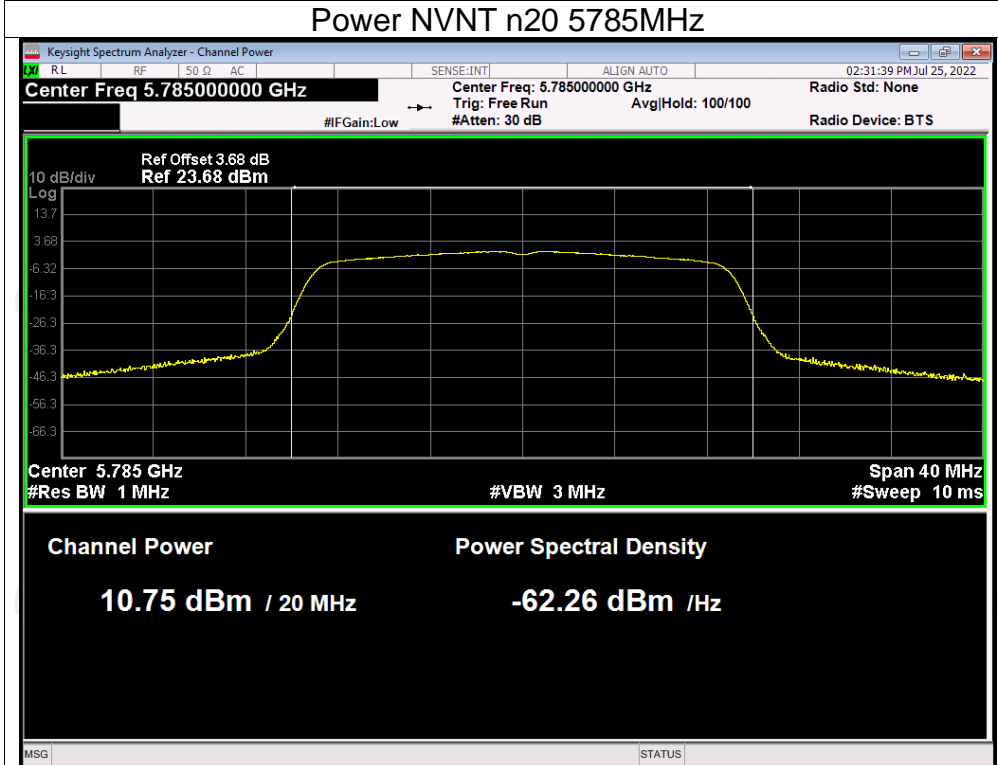 Power NVNT n20 5785MHz
Keysight Spectrum Analyzer - Channel Power
LXI RL RF 50 Ω AC SENSE:INT ALIGN AUTO 02:31:39 PM Jul 25, 2022
Center Freq 5.785000000 GHz Center Freq: 5.785000000 GHz Radio Std: None
Trig: Free Run Avg|Hold: 100/100
#IFGain:Low #Atten: 30 dB Radio Device: BTS
Ref Offset 3.68 dB
10 dB/div Ref 23.68 dBm
Log
13.7
3.68
-6.32
-16.3
-26.3
-36.3
-46.3
-56.3
-66.3
Center 5.785 GHz Span 40 MHz
#Res BW 1 MHz #VBW 3 MHz #Sweep 10 ms
Channel Power Power Spectral Density
10.75 dBm / 20 MHz -62.26 dBm /Hz
MSG STATUS